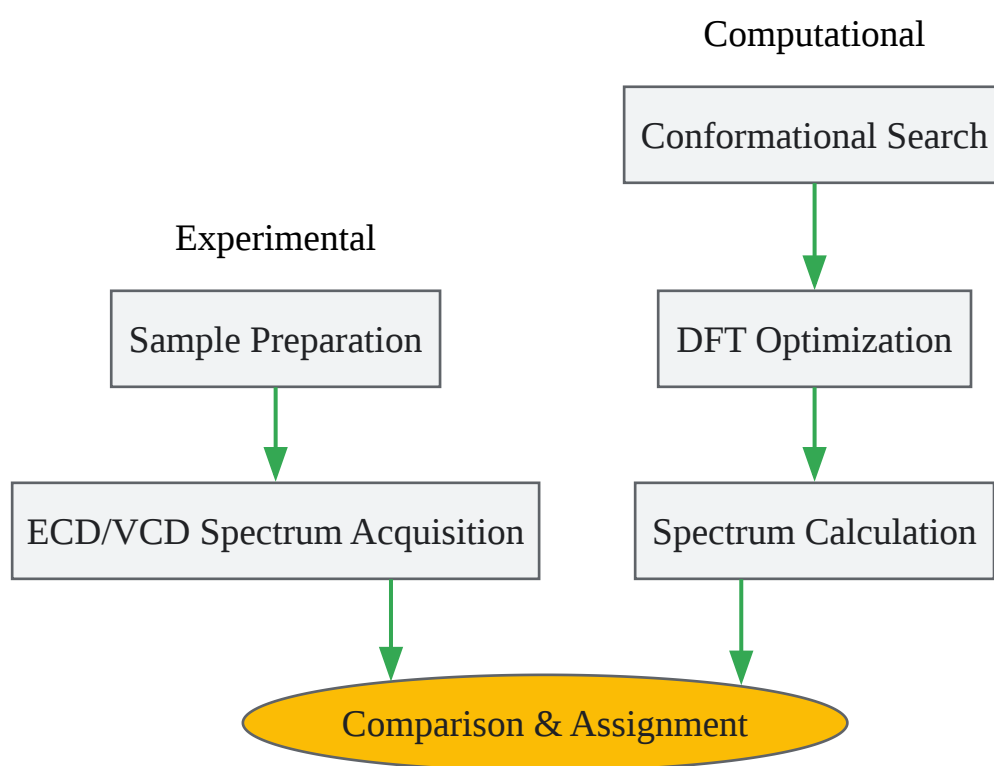 Computational
Conformational Search
Experimental
Sample Preparation
DFT Optimization
ECD/VCD Spectrum Acquisition
Spectrum Calculation
Comparison & Assignment